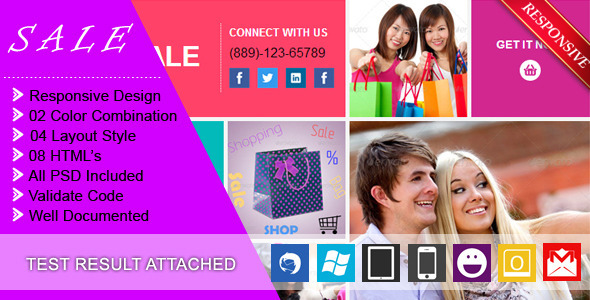 SALE
Responsive Design
02 Color Combination
04 Layout Style
08 HTML's
All PSD Included
Validate Code
Well Documented
TEST RESULT ATTACHED
ALE
CONNECT WITH US
(889)-123-65789
GET IT N
RESPONSIVE
Shopping
Sale
%
Sale
SHOP